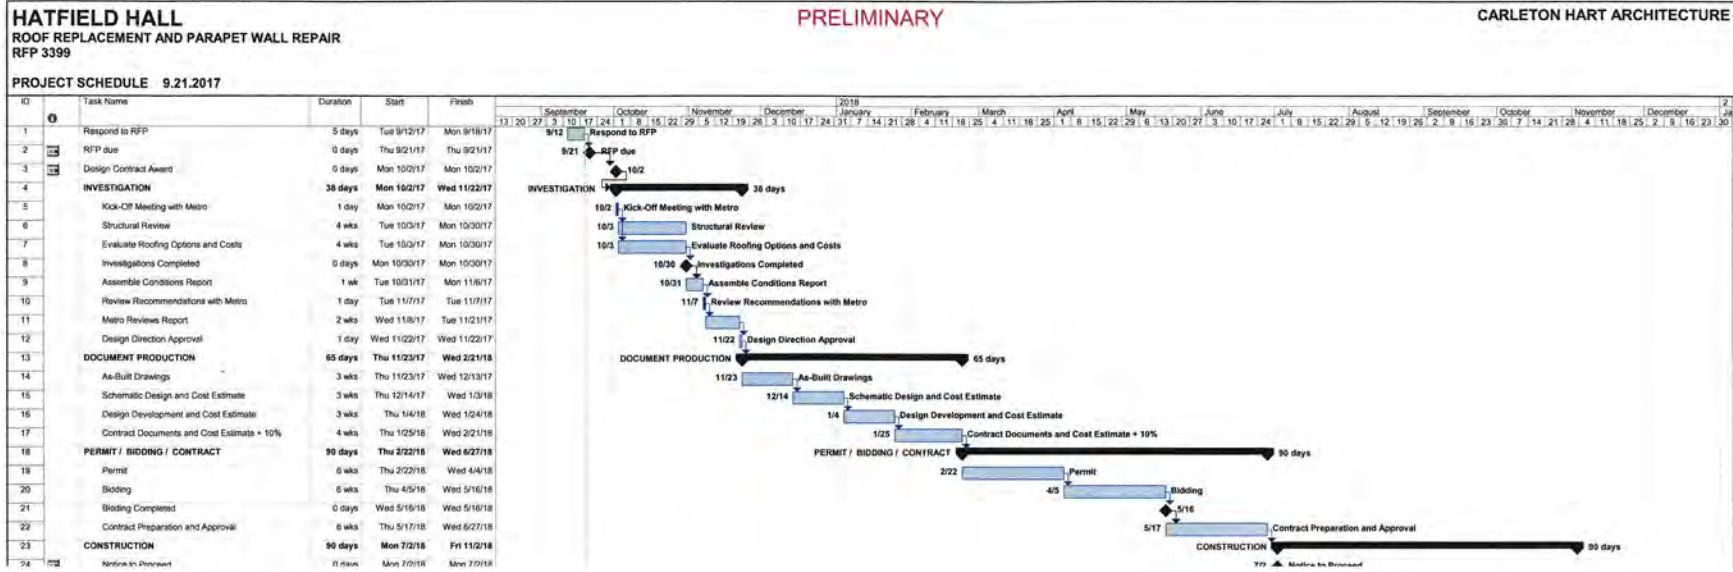 HATFIELD HALL
PRELIMINARY
CARLETON HART ARCHITECTURE
ROOF REPLACEMENT AND PARAPET WALL REPAIR
RFP 3399
PROJECT SCHEDULE 9.21.2017
ID Task Name Duration Start Finish
2018
September October November December January February March April May June July August September October November December
1 Respond to RFP 5 days Tue 9/12/17 Mon 9/18/17 9/12 Respond to RFP
2 RFP due 0 days Thu 9/21/17 Thu 9/21/17 9/21 RFP due
3 Design Contract Award 0 days Mon 10/2/17 Mon 10/2/17 10/2
4 INVESTIGATION 38 days Mon 10/2/17 Wed 11/22/17 INVESTIGATION 38 days
5 Kick-Off Meeting with Metro 1 day Mon 10/2/17 Mon 10/2/17 10/2 Kick-Off Meeting with Metro
6 Structural Review 4 wks Tue 10/3/17 Mon 10/30/17 10/3 Structural Review
7 Evaluate Roofing Options and Costs 4 wks Tue 10/3/17 Mon 10/30/17 10/3 Evaluate Roofing Options and Costs
8 Investigations Completed 0 days Mon 10/30/17 Mon 10/30/17 10/30 Investigations Completed
9 Assemble Conditions Report 1 wk Tue 10/31/17 Mon 11/6/17 10/31 Assemble Conditions Report
10 Review Recommendations with Metro 1 day Tue 11/7/17 Tue 11/7/17 11/7 Review Recommendations with Metro
11 Metro Reviews Report 2 wks Wed 11/8/17 Tue 11/21/17
12 Design Direction Approval 1 day Wed 11/22/17 Wed 11/22/17 11/22 Design Direction Approval
13 DOCUMENT PRODUCTION 65 days Thu 11/23/17 Wed 2/21/18 DOCUMENT PRODUCTION 65 days
14 As-Built Drawings 3 wks Thu 11/23/17 Wed 12/13/17 11/23 As-Built Drawings
15 Schematic Design and Cost Estimate 3 wks Thu 12/14/17 Wed 1/3/18 12/14 Schematic Design and Cost Estimate
16 Design Development and Cost Estimate 3 wks Thu 1/4/18 Wed 1/24/18 1/4 Design Development and Cost Estimate
17 Contract Documents and Cost Estimate + 10% 4 wks Thu 1/25/18 Wed 2/21/18 1/25 Contract Documents and Cost Estimate + 10%
18 PERMIT / BIDDING / CONTRACT 90 days Thu 2/22/18 Wed 6/27/18 PERMIT / BIDDING / CONTRACT 90 days
19 Permit 6 wks Thu 2/22/18 Wed 4/4/18 2/22 Permit
20 Bidding 6 wks Thu 4/5/18 Wed 5/16/18 4/5 Bidding
21 Bidding Completed 0 days Wed 5/16/18 Wed 5/16/18 5/16
22 Contract Preparation and Approval 6 wks Thu 5/17/18 Wed 6/27/18 5/17 Contract Preparation and Approval
23 CONSTRUCTION 90 days Mon 7/2/18 Fri 11/2/18 CONSTRUCTION 90 days
24 Notice to Proceed 0 days Mon 7/2/18 Mon 7/2/18 7/2 Notice to Proceed